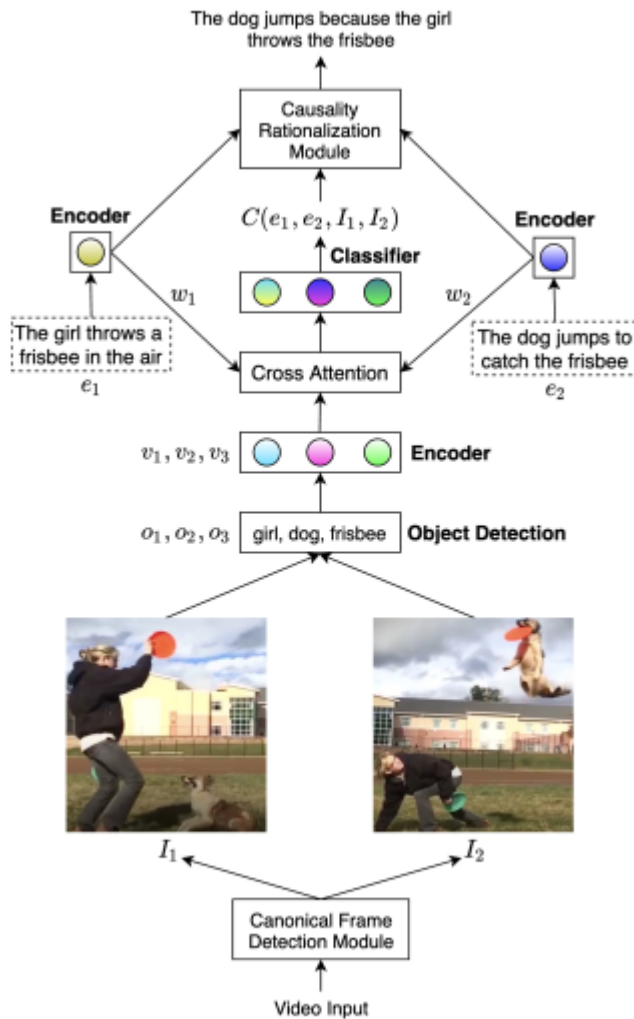 The dog jumps because the girl
throws the frisbee
Causality
Rationalization
Module
Encoder
C(e₁, e₂, I₁, I₂)
Encoder
Classifier
w₁
w₂
The girl throws a
frisbee in the air
e₁
The dog jumps to
catch the frisbee
e₂
Cross Attention
v₁, v₂, v₃
Encoder
o₁, o₂, o₃
girl, dog, frisbee
Object Detection
I₁
I₂
Canonical Frame
Detection Module
Video Input